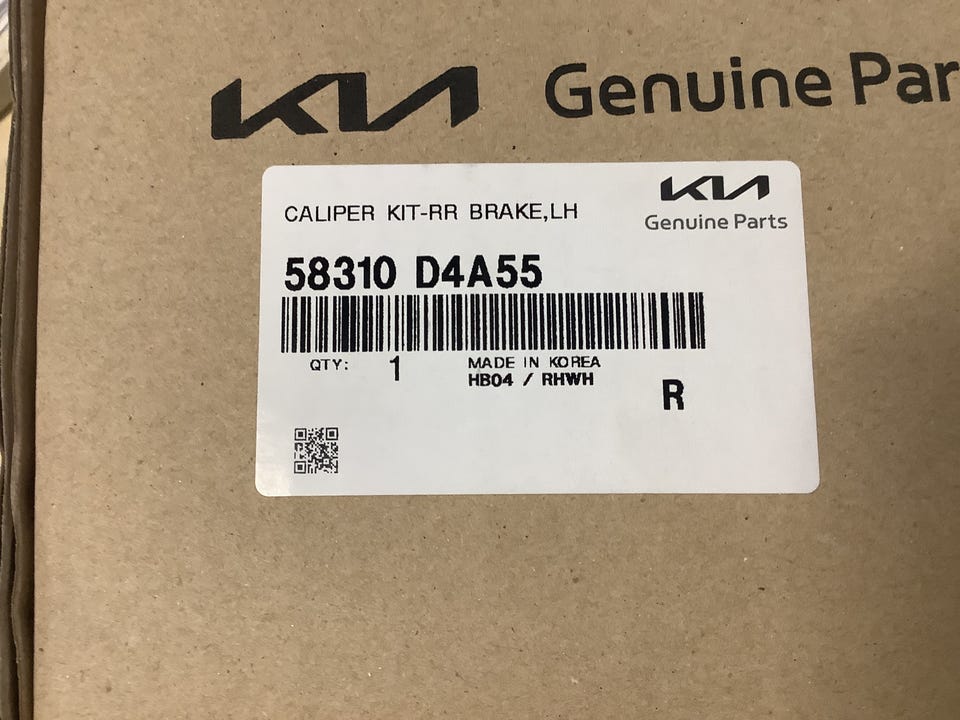 KIA Genuine Par
KIA
Genuine Parts
CALIPER KIT-RR BRAKE,LH
58310 D4A55
QTY: 1
MADE IN KOREA
HB04 / RHWH
R